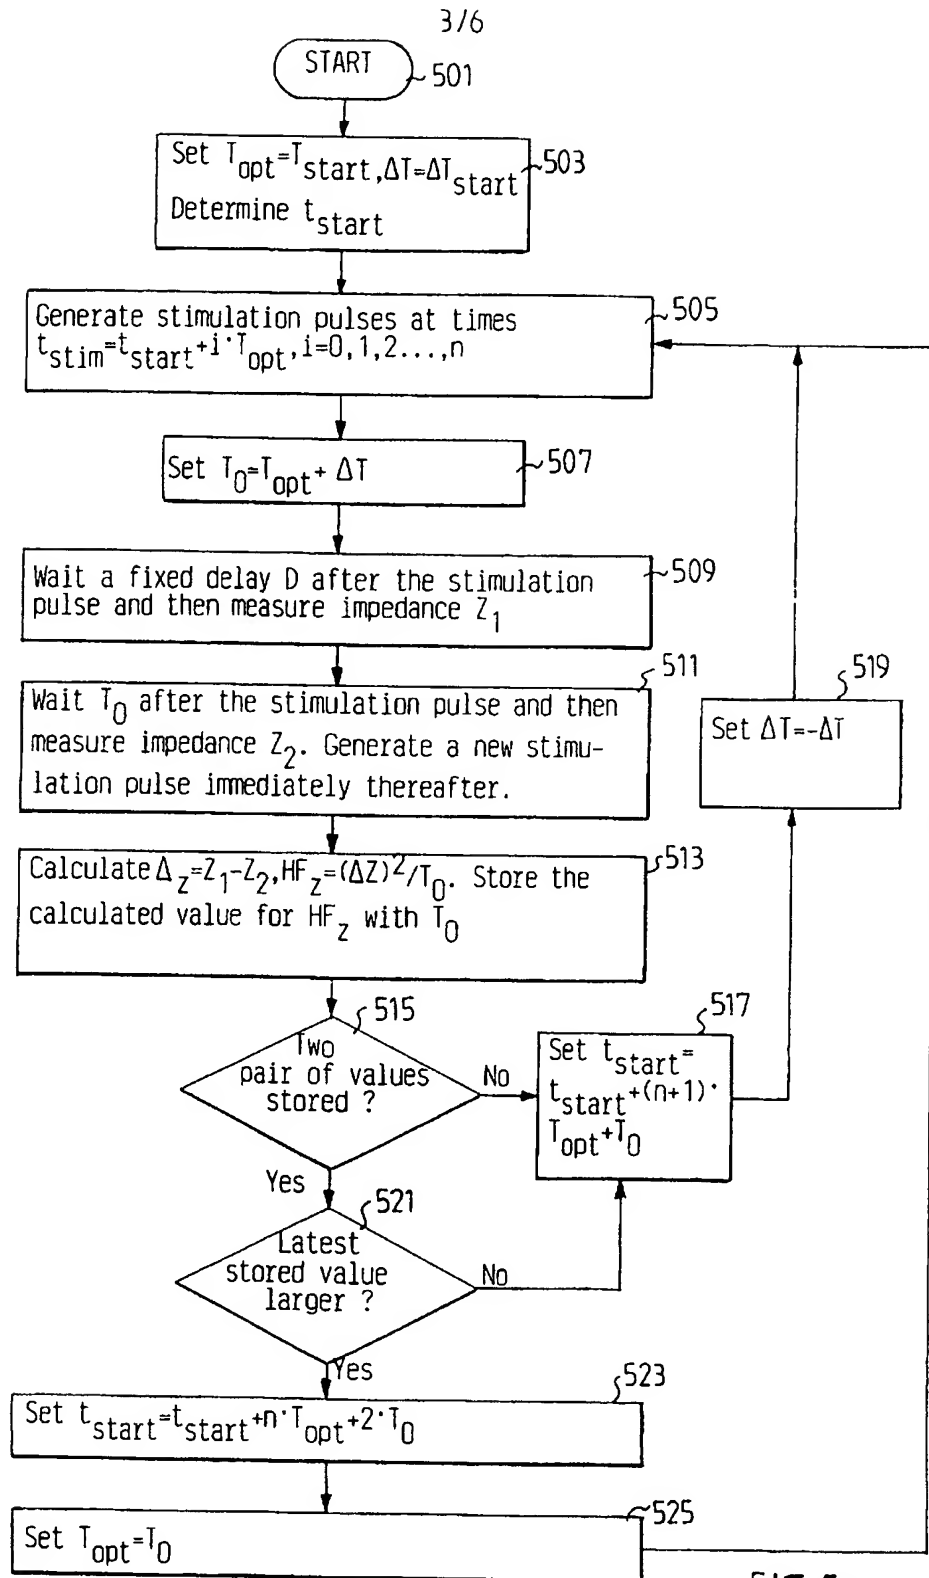 3/6
START
501
Set T_opt=T_start,ΔT=ΔT_start
Determine t_start
503
Generate stimulation pulses at times
t_stim=t_start+i·T_opt,i=0,1,2...,n
505
Set T_0=T_opt+ ΔT
507
Wait a fixed delay D after the stimulation
pulse and then measure impedance Z_1
509
Wait T_0 after the stimulation pulse and then
measure impedance Z_2. Generate a new stimu-
lation pulse immediately thereafter.
511
519
Set ΔT=-ΔT
Calculate Δ_z=Z_1-Z_2,HF_z=(ΔZ)²/T_0. Store the
calculated value for HF_z with T_0
513
515
Two
pair of values
stored ?
No
517
Set t_start=
t_start+(n+1)·
T_opt+T_0
Yes
521
Latest
stored value
larger ?
No
Yes
523
Set t_start=t_start+n·T_opt+2·T_0
525
Set T_opt=T_0